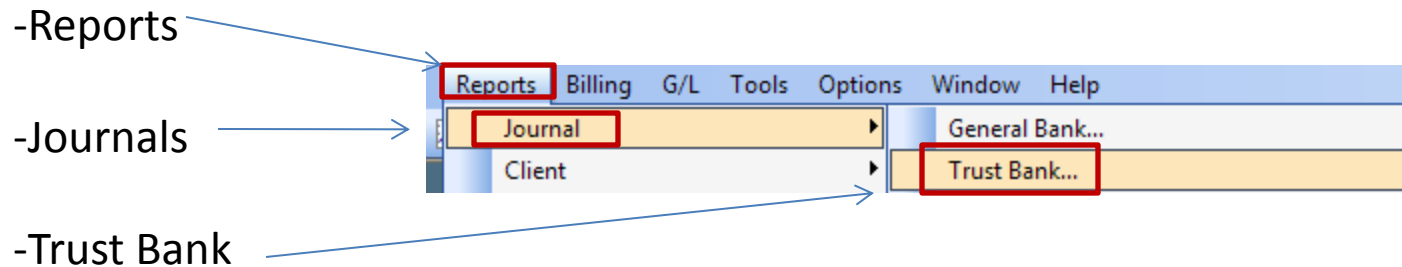 -Reports
Reports Billing G/L Tools Options Window Help
-Journals
Journal General Bank...
Client Trust Bank...
-Trust Bank